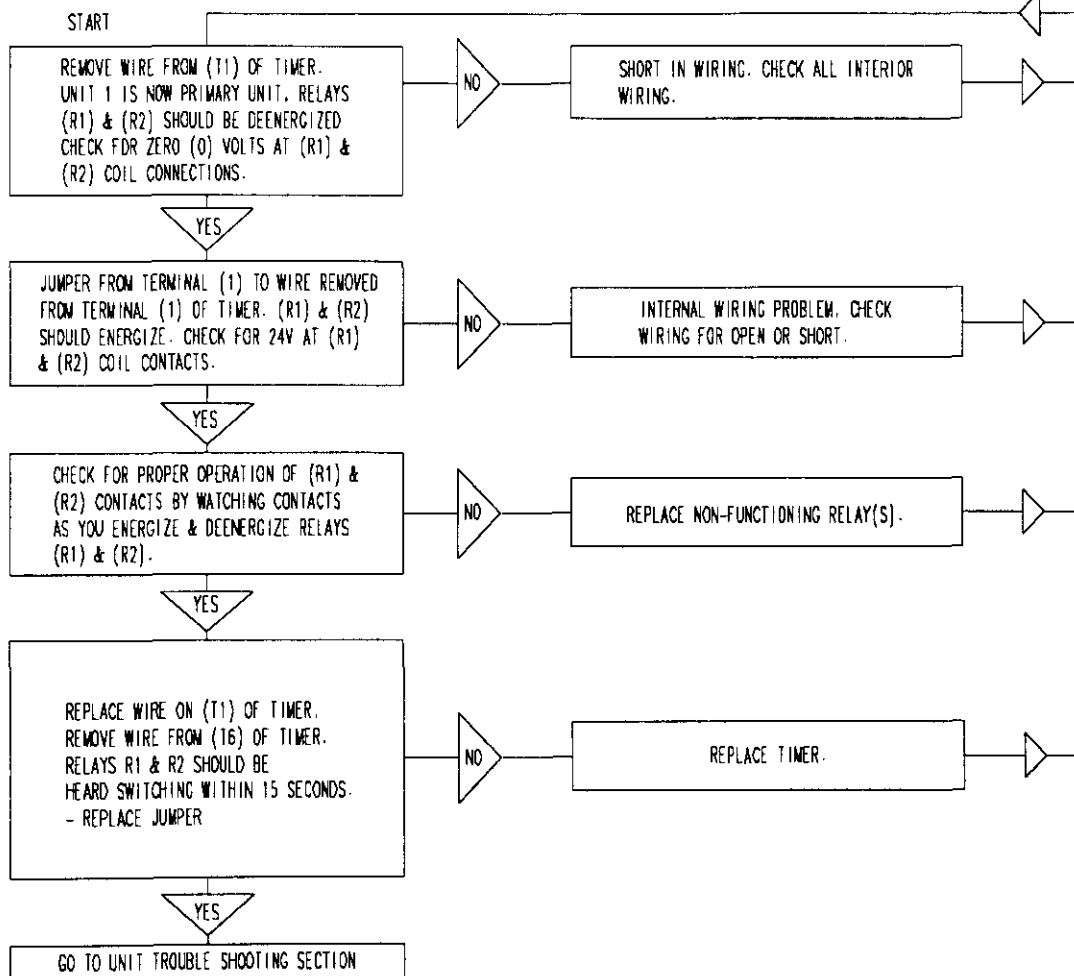 START
REMOVE WIRE FROM (T1) OF TIMER.
UNIT 1 IS NOW PRIMARY UNIT. RELAYS
(R1) & (R2) SHOULD BE DEENERGIZED
CHECK FOR ZERO (0) VOLTS AT (R1) &
(R2) COIL CONNECTIONS.
NO
SHORT IN WIRING. CHECK ALL INTERIOR
WIRING.
YES
JUMPER FROM TERMINAL (1) TO WIRE REMOVED
FROM TERMINAL (1) OF TIMER. (R1) & (R2)
SHOULD ENERGIZE. CHECK FOR 24V AT (R1)
& (R2) COIL CONTACTS.
NO
INTERNAL WIRING PROBLEM. CHECK
WIRING FOR OPEN OR SHORT.
YES
CHECK FOR PROPER OPERATION OF (R1) &
(R2) CONTACTS BY WATCHING CONTACTS
AS YOU ENERGIZE & DEENERGIZE RELAYS
(R1) & (R2).
NO
REPLACE NON-FUNCTIONING RELAY(S).
YES
REPLACE WIRE ON (T1) OF TIMER.
REMOVE WIRE FROM (T6) OF TIMER.
RELAYS R1 & R2 SHOULD BE
HEARD SWITCHING WITHIN 15 SECONDS.
- REPLACE JUMPER
NO
REPLACE TIMER.
YES
GO TO UNIT TROUBLE SHOOTING SECTION